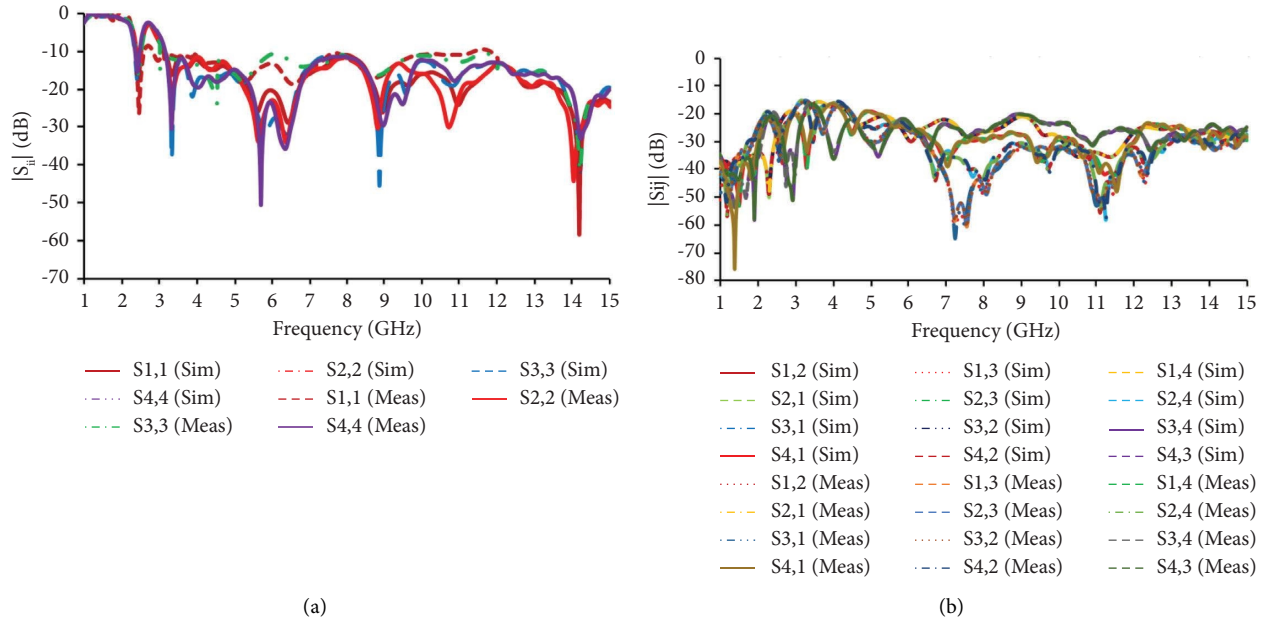 |Sii| (dB)
0
-10
-20
-30
-40
-50
-60
-70
1 2 3 4 5 6 7 8 9 10 11 12 13 14 15
Frequency (GHz)
S1,1 (Sim) S2,2 (Sim) S3,3 (Sim)
S4,4 (Sim) S1,1 (Meas) S2,2 (Meas)
S3,3 (Meas) S4,4 (Meas)
(a)
|Sij| (dB)
0
-10
-20
-30
-40
-50
-60
-70
-80
1 2 3 4 5 6 7 8 9 10 11 12 13 14 15
Frequency (GHz)
S1,2 (Sim) S1,3 (Sim) S1,4 (Sim)
S2,1 (Sim) S2,3 (Sim) S2,4 (Sim)
S3,1 (Sim) S3,2 (Sim) S3,4 (Sim)
S4,1 (Sim) S4,2 (Sim) S4,3 (Sim)
S1,2 (Meas) S1,3 (Meas) S1,4 (Meas)
S2,1 (Meas) S2,3 (Meas) S2,4 (Meas)
S3,1 (Meas) S3,2 (Meas) S3,4 (Meas)
S4,1 (Meas) S4,2 (Meas) S4,3 (Meas)
(b)